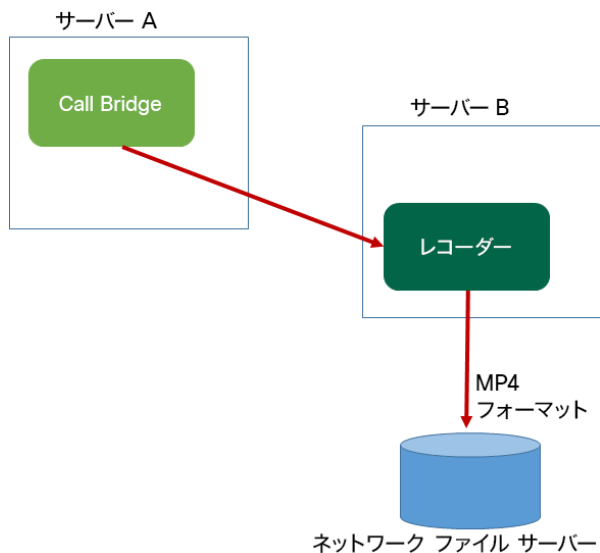 サーバー A
Call Bridge
サーバー B
レコーダー
MP4
フォーマット
ネットワーク ファイル サーバー